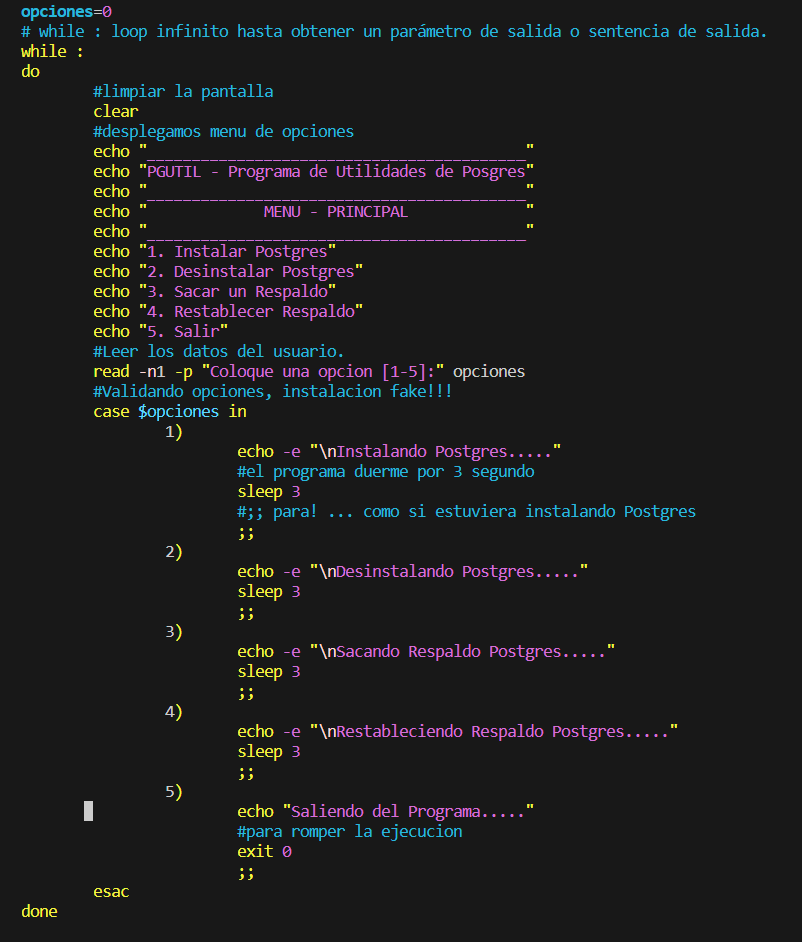 opciones=0
# while : loop infinito hasta obtener un parámetro de salida o sentencia de salida.
while :
do
        #limpiar la pantalla
        clear
        #desplegamos menu de opciones
        echo "__________________________________________"
        echo "PGUTIL - Programa de Utilidades de Posgres"
        echo "__________________________________________"
        echo "             MENU - PRINCIPAL             "
        echo "__________________________________________"
        echo "1. Instalar Postgres"
        echo "2. Desinstalar Postgres"
        echo "3. Sacar un Respaldo"
        echo "4. Restablecer Respaldo"
        echo "5. Salir"
        #Leer los datos del usuario.
        read -n1 -p "Coloque una opcion [1-5]:" opciones
        #Validando opciones, instalacion fake!!!
        case $opciones in
                1)
                        echo -e "\nInstalando Postgres....."
                        #el programa duerme por 3 segundo
                        sleep 3
                        #;; para! ... como si estuviera instalando Postgres
                        ;;
                2)
                        echo -e "\nDesinstalando Postgres....."
                        sleep 3
                        ;;
                3)
                        echo -e "\nSacando Respaldo Postgres....."
                        sleep 3
                        ;;
                4)
                        echo -e "\nRestableciendo Respaldo Postgres....."
                        sleep 3
                        ;;
                5)
                        echo "Saliendo del Programa....."
                        #para romper la ejecucion
                        exit 0
                        ;;
        esac
done